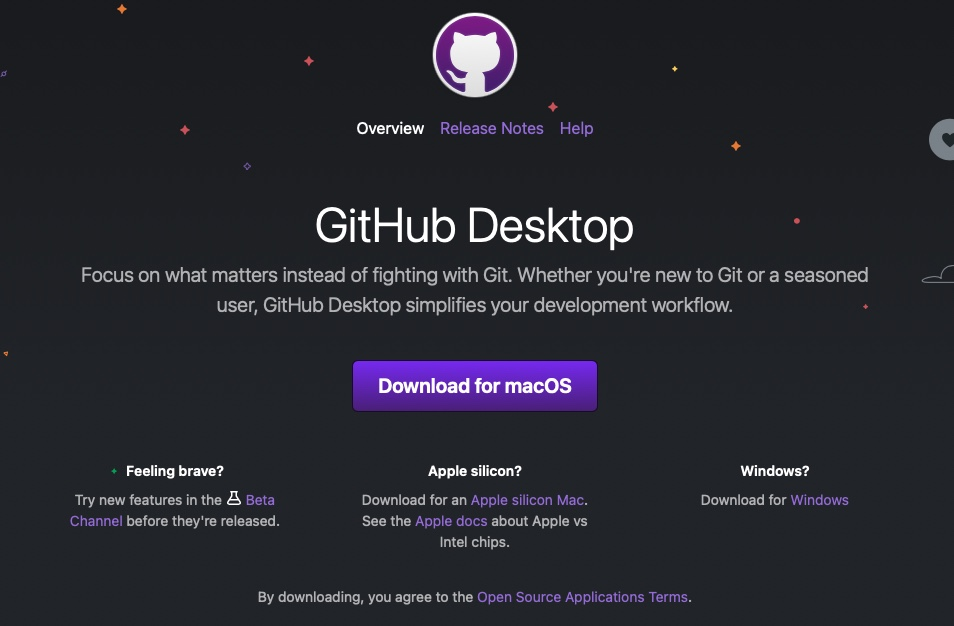 Overview Release Notes Help
GitHub Desktop
Focus on what matters instead of fighting with Git. Whether you're new to Git or a seasoned
user, GitHub Desktop simplifies your development workflow.
Download for macOS
Feeling brave?
Try new features in the Beta
Channel before they're released.
Apple silicon?
Download for an Apple silicon Mac.
See the Apple docs about Apple vs
Intel chips.
Windows?
Download for Windows
By downloading, you agree to the Open Source Applications Terms.